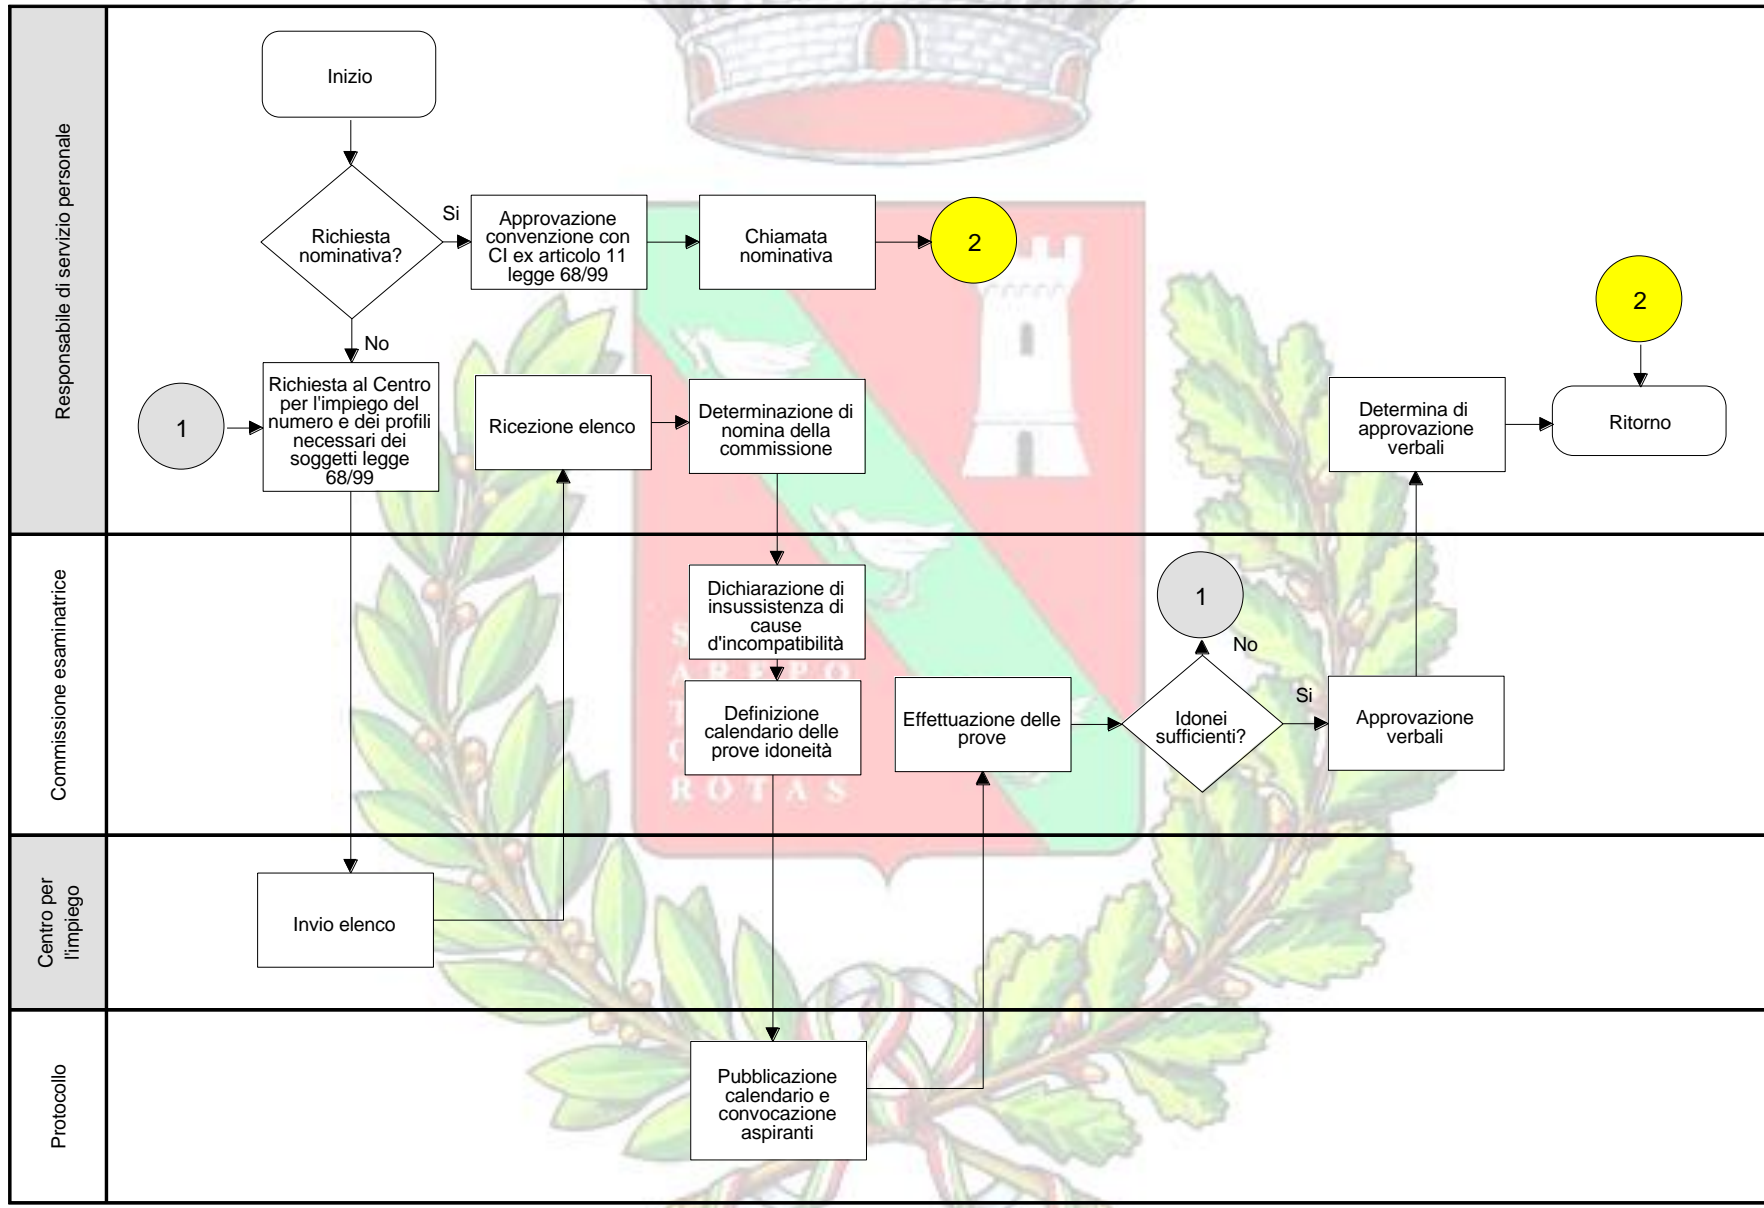 Responsabile di servizio personale
Inizio
Richiesta
nominativa?
Si
Approvazione
convenzione con
CI ex articolo 11
legge 68/99
Chiamata
nominativa
2
No
1
Richiesta al Centro
per l'impiego del
numero e dei profili
necessari dei
soggetti legge
68/99
Ricezione elenco
Determinazione di
nomina della
commissione
Determina di
approvazione
verbali
2
Ritorno
Commissione esaminatrice
Dichiarazione di
insussistenza di
cause
d'incompatibilità
Definizione
calendario delle
prove idoneità
Effettuazione delle
prove
1
No
Idonei
sufficienti?
Si
Approvazione
verbali
AREPO
ROTAS
Centro per
l'impiego
Invio elenco
Protocollo
Pubblicazione
calendario e
convocazione
aspiranti